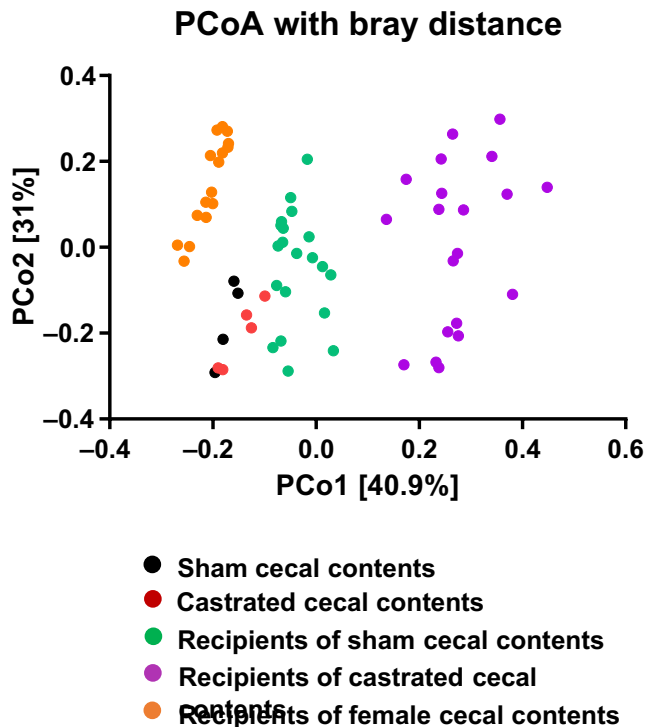 PCoA with bray distance
0.4
0.2
0.0
–0.2
–0.4
PCo2 [31%]
–0.4
–0.2
0.0
0.2
0.4
0.6
PCo1 [40.9%]
Sham cecal contents
Castrated cecal contents
Recipients of sham cecal contents
Recipients of castrated cecal
contents
Recipients of female cecal contents